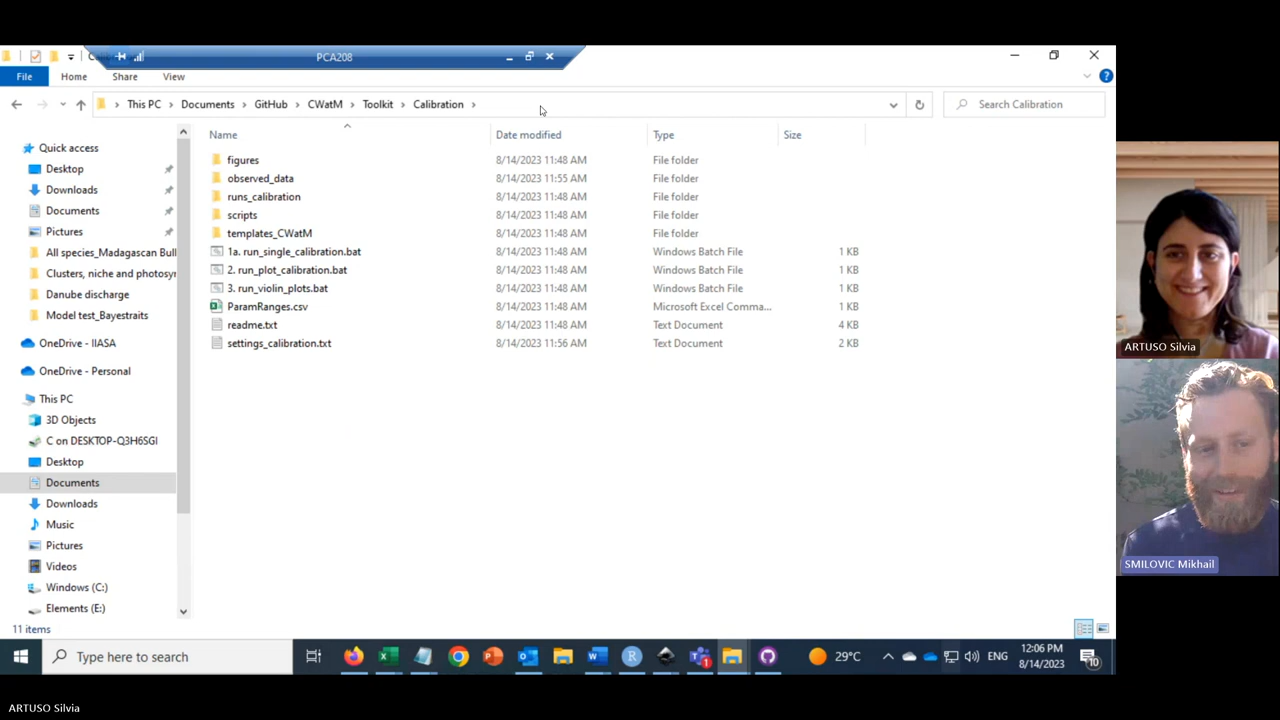 PCA208
File Home Share View
This PC Documents GitHub CWatM Toolkit Calibration
Search Calibration
Name Date modified Type Size
Quick access
Desktop
Downloads
Documents
Pictures
All species_Madagascan Bull
Clusters, niche and photosyr
Danube discharge
Model test_Bayestraits
OneDrive - IIASA
OneDrive - Personal
This PC
3D Objects
C on DESKTOP-Q3H6SGI
Desktop
Documents
Downloads
Music
Pictures
Videos
Windows (C:)
Elements (E:)
figures 8/14/2023 11:48 AM File folder
observed_data 8/14/2023 11:55 AM File folder
runs_calibration 8/14/2023 11:48 AM File folder
scripts 8/14/2023 11:48 AM File folder
templates_CWatM 8/14/2023 11:48 AM File folder
1a. run_single_calibration.bat 8/14/2023 11:48 AM Windows Batch File 1 KB
2. run_plot_calibration.bat 8/14/2023 11:48 AM Windows Batch File 1 KB
3. run_violin_plots.bat 8/14/2023 11:48 AM Windows Batch File 1 KB
ParamRanges.csv 8/14/2023 11:48 AM Microsoft Excel Comma... 1 KB
readme.txt 8/14/2023 11:48 AM Text Document 4 KB
settings_calibration.txt 8/14/2023 11:56 AM Text Document 2 KB
11 items
Type here to search
29°C
ENG
12:06 PM
8/14/2023
10
ARTUSO Silvia
SMILOVIC Mikhail
ARTUSO Silvia